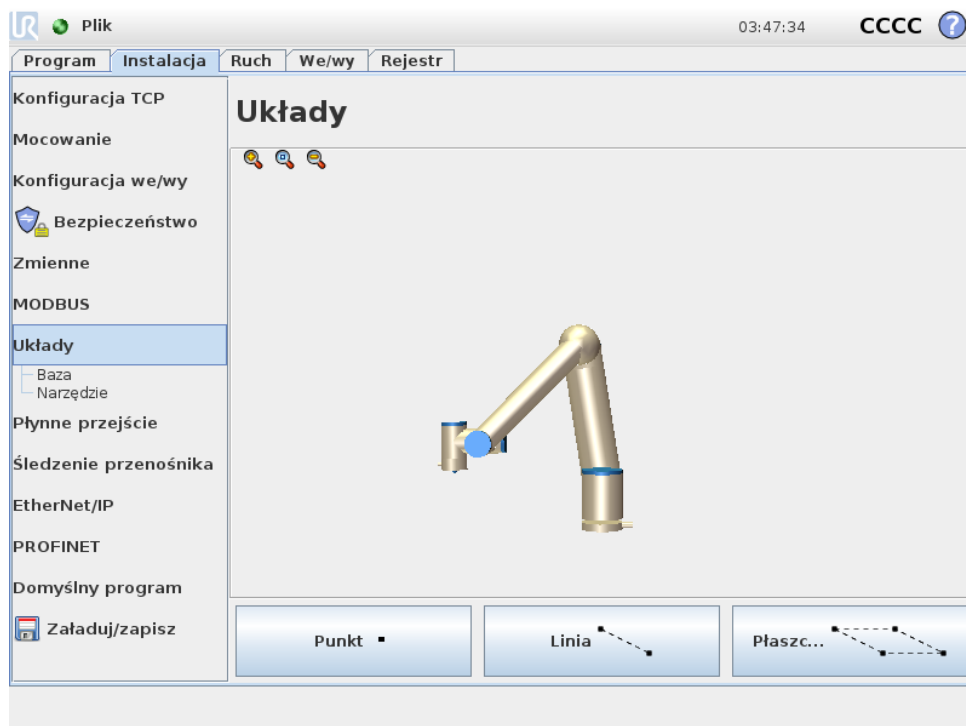 UR Plik 03:47:34 CCCC ?
Program Instalacja Ruch We/wy Rejestr
Konfiguracja TCP
Mocowanie
Konfiguracja we/wy
Bezpieczeństwo
Zmienne
MODBUS
Układy
Baza
Narzędzie
Płynne przejście
Śledzenie przenośnika
EtherNet/IP
PROFINET
Domyślny program
Załaduj/zapisz
Układy
Punkt Linia Płaszc...